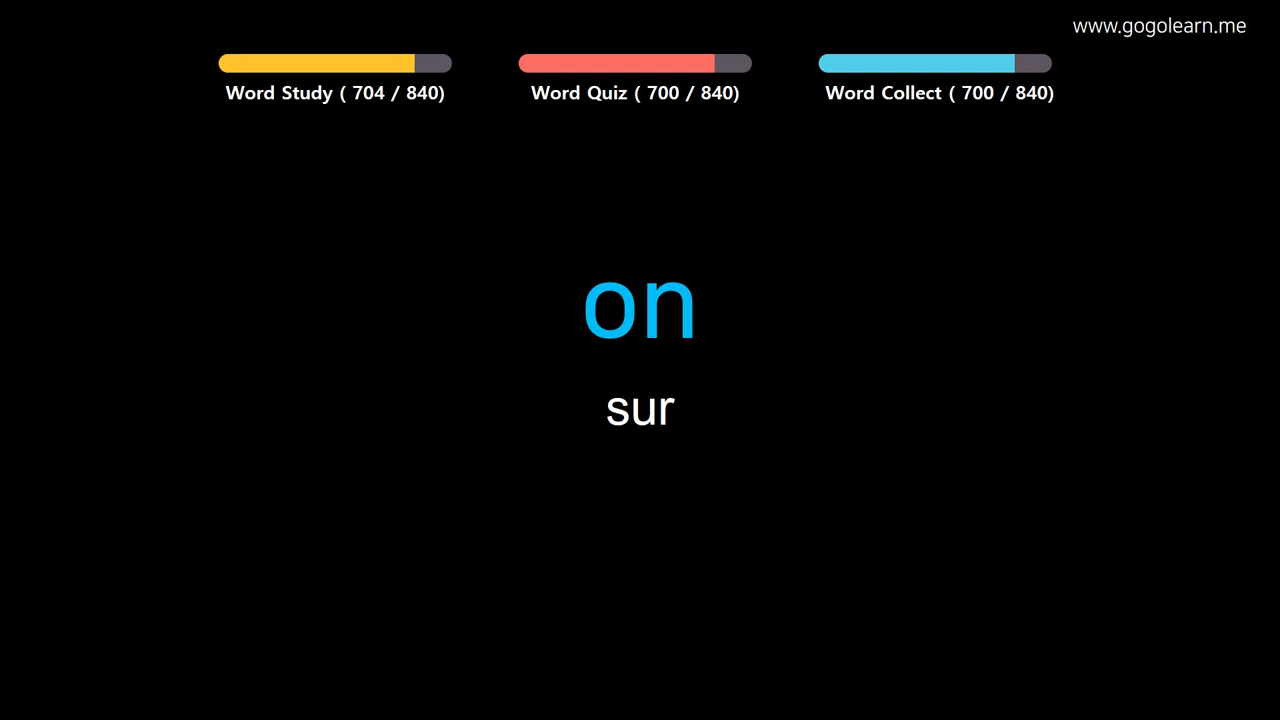 www.gogolearn.me
Word Study ( 704 / 840)
Word Quiz ( 700 / 840)
Word Collect ( 700 / 840)
on
sur